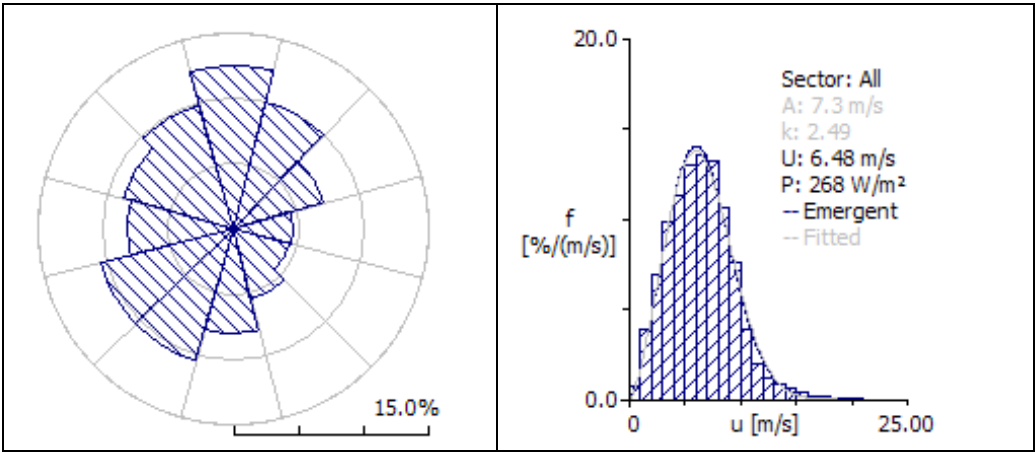 15.0%
20.0
Sector: All
A: 7.3 m/s
k: 2.49
U: 6.48 m/s
P: 268 W/m²
-- Emergent
-- Fitted
f
[%/(m/s)]
0.0
0
u [m/s]
25.00